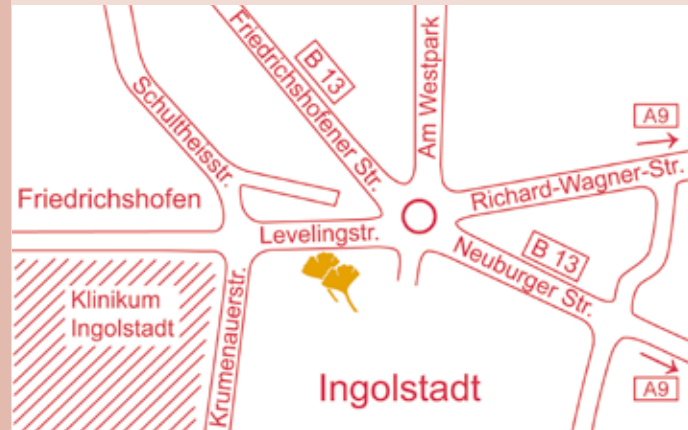 Friedrichshofener Str.
B 13
Am Westpark
Schultheisstr.
A9
Richard-Wagner-Str.
Friedrichshofen
Levelingstr.
B 13
Neuburger Str.
Klinikum
Ingolstadt
Krumenauerstr.
Ingolstadt
A9